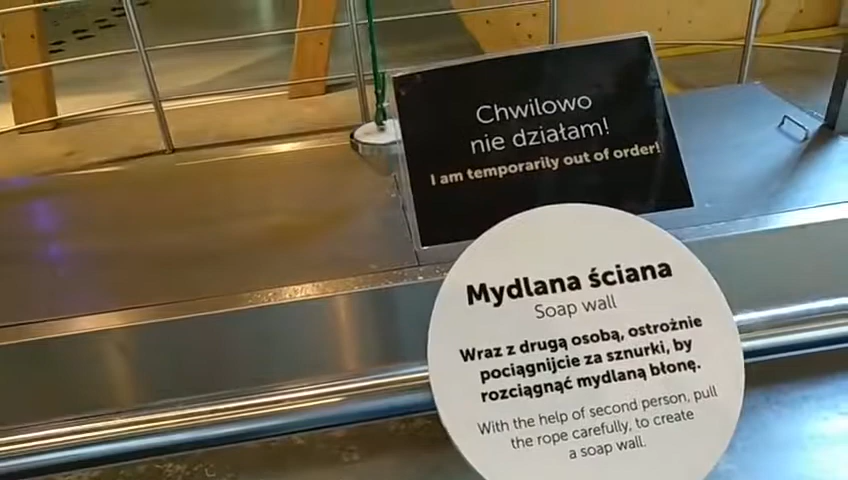 Chwilowo
nie działam!
I am temporarily out of order!
Mydlana ściana
Soap wall
Wraz z drugą osobą, ostrożnie
pociągnijcie za sznurki, by
rozciągnąć mydlaną błonę.
With the help of second person, pull
the rope carefully, to create
a soap wall.